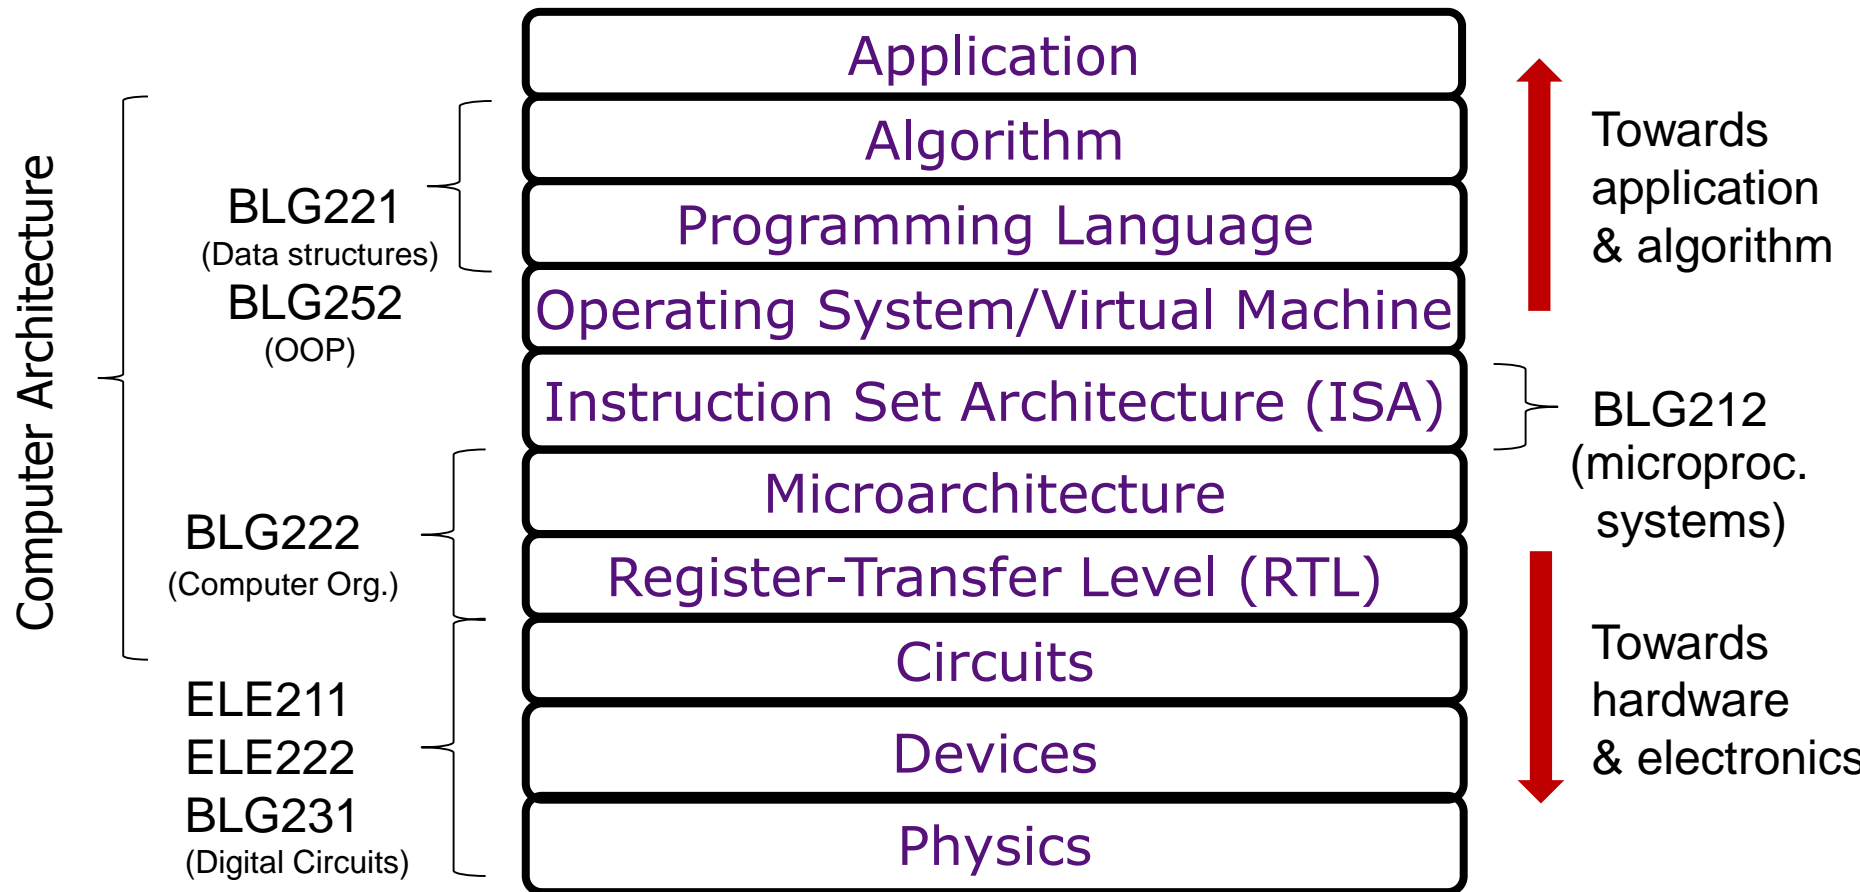 Computer Architecture
BLG221
(Data structures)
BLG252
(OOP)
BLG222
(Computer Org.)
ELE211
ELE222
BLG231
(Digital Circuits)
Application
Algorithm
Programming Language
Operating System/Virtual Machine
Instruction Set Architecture (ISA)
Microarchitecture
Register-Transfer Level (RTL)
Circuits
Devices
Physics
Towards
application
& algorithm
BLG212
(microproc.
systems)
Towards
hardware
& electronics